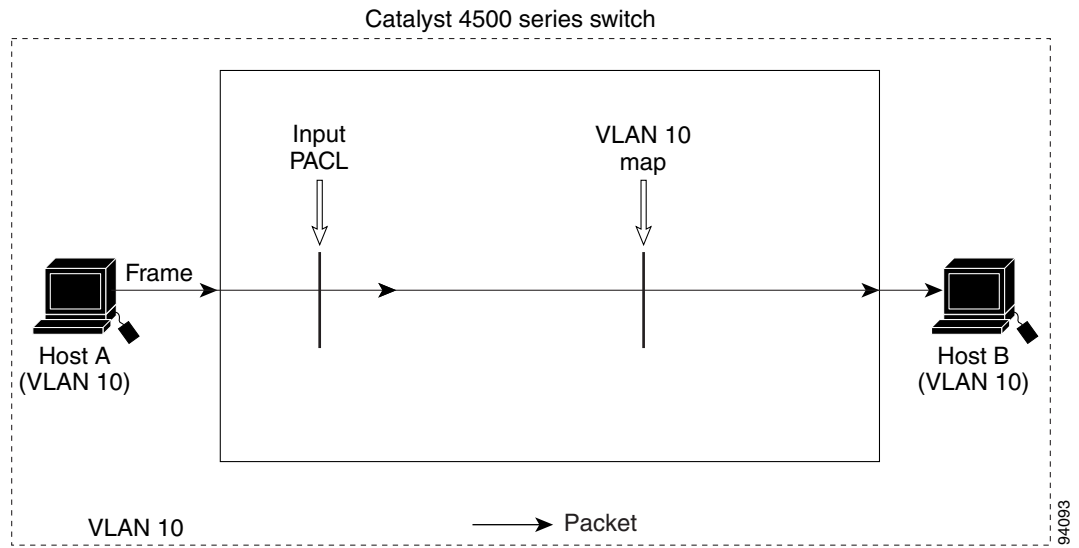 Catalyst 4500 series switch
Input
PACL
VLAN 10
map
Frame
Host A
(VLAN 10)
Host B
(VLAN 10)
VLAN 10
Packet
94093